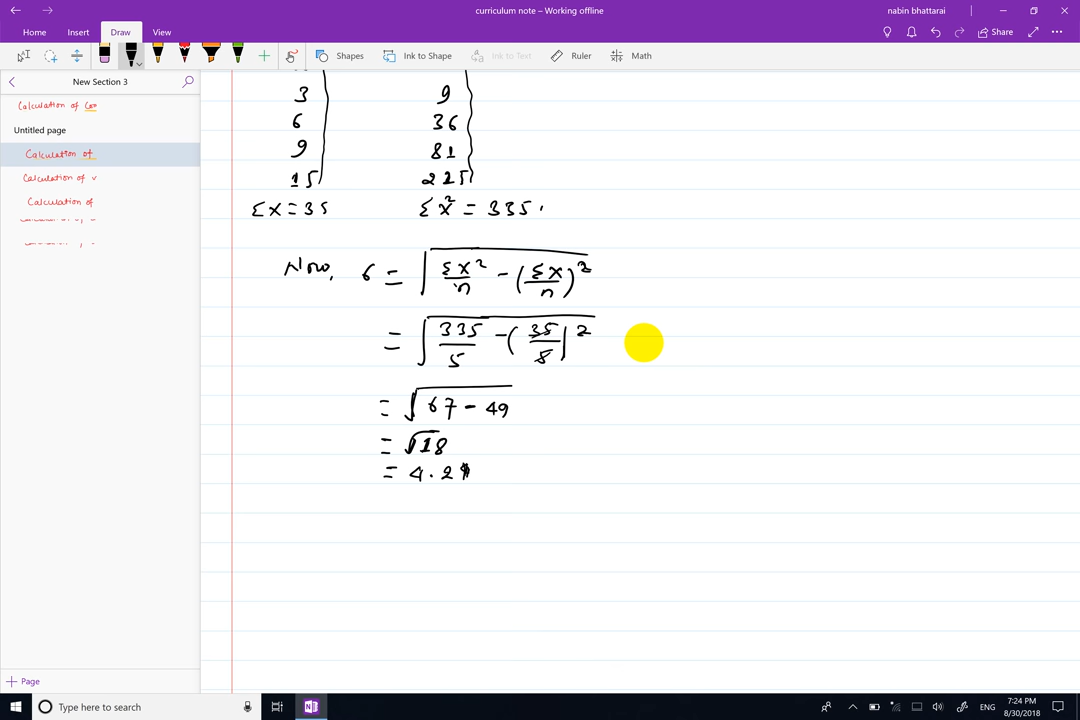 curriculum note – Working offline
nabin bhattarai
Home Insert Draw View
Share
Shapes Ink to Shape Ink to Text Ruler Math
New Section 3
Calculation of
Untitled page
Calculation of
Calculation of v
Calculation of
3 9
6 36
9 81
15 225
Σx = 35 Σx² = 335
Now, σ = √(Σx²/n - (Σx/n)²
= √(335/5 - (35/5)²
= √67 - 49
= √18
= 4.24
+ Page
Type here to search
ENG
7:24 PM
8/30/2018